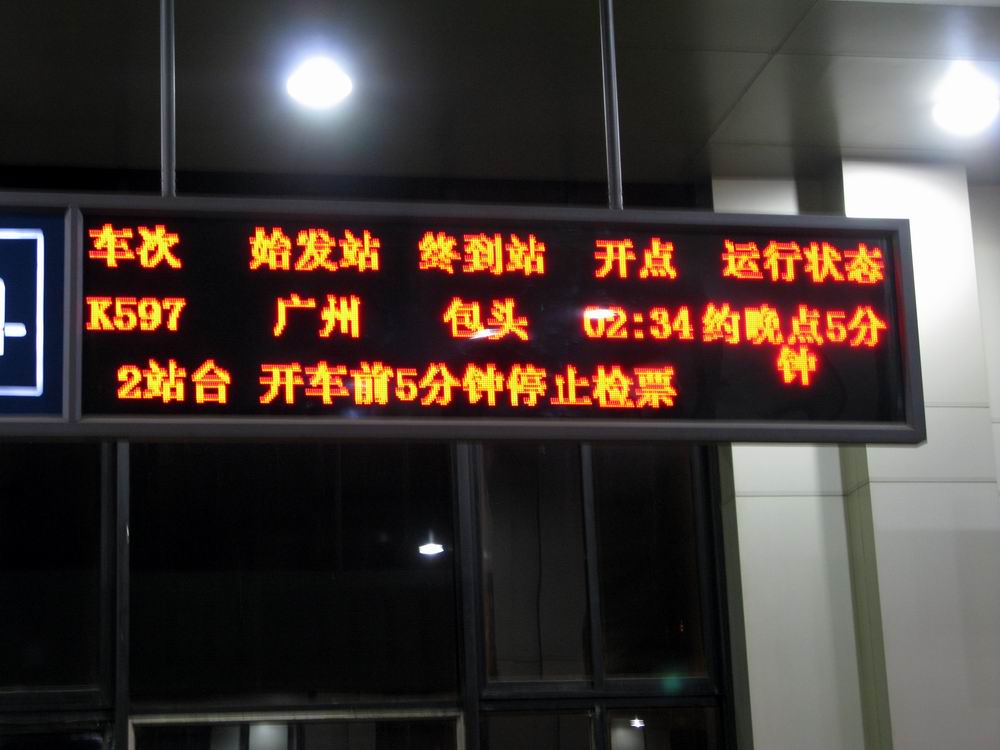 车次 始发站 终到站 开点 运行状态
K597 广州 包头 02:34 约晚点5分
钟
2站台 开车前5分钟停止检票